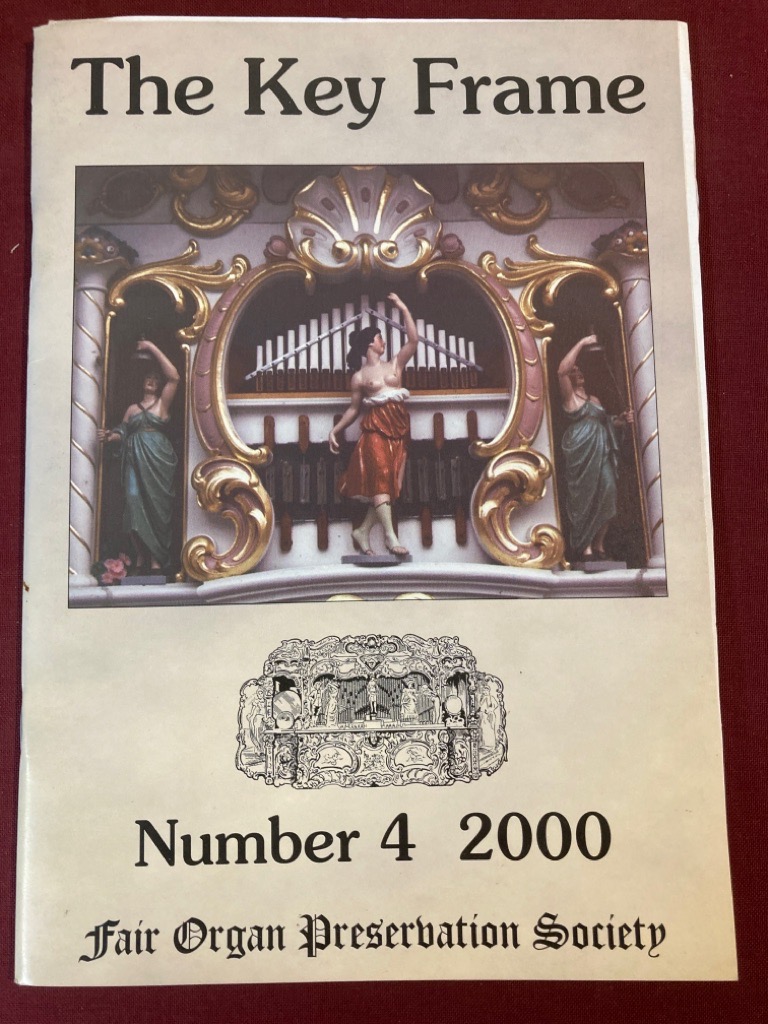 The Key Frame
Number 4 2000
Fair Organ Preservation Society